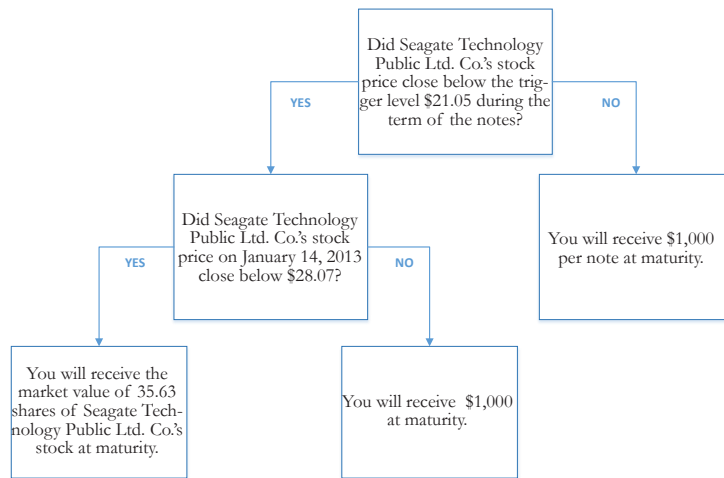 Did Seagate Technology
Public Ltd. Co.'s stock
price close below the trig-
ger level $21.05 during the
term of the notes?
YES
NO
Did Seagate Technology
Public Ltd. Co.'s stock
price on January 14, 2013
close below $28.07?
You will receive $1,000
per note at maturity.
YES
NO
You will receive the
market value of 35.63
shares of Seagate Tech-
nology Public Ltd. Co.'s
stock at maturity.
You will receive $1,000
at maturity.